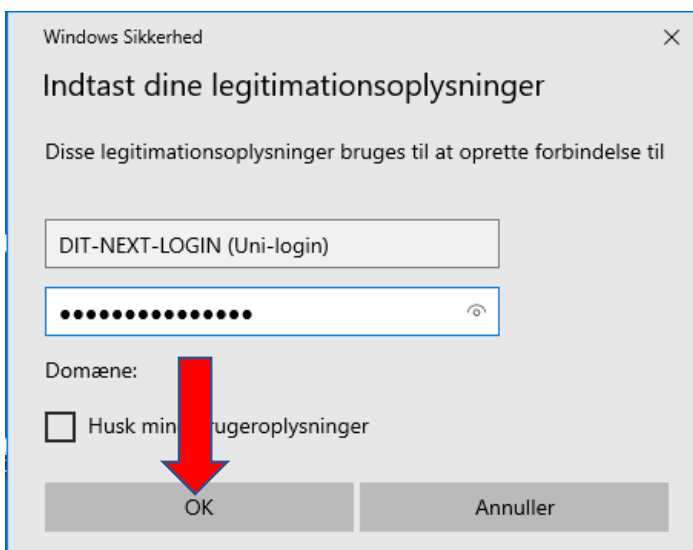 Windows Sikkerhed
Indtast dine legitimationsoplysninger
Disse legitimationsoplysninger bruges til at oprette forbindelse til
DIT-NEXT-LOGIN (Uni-login)
●●●●●●●●●●●●●●●
Domæne:
Husk min rugeroplysninger
OK
Annuller